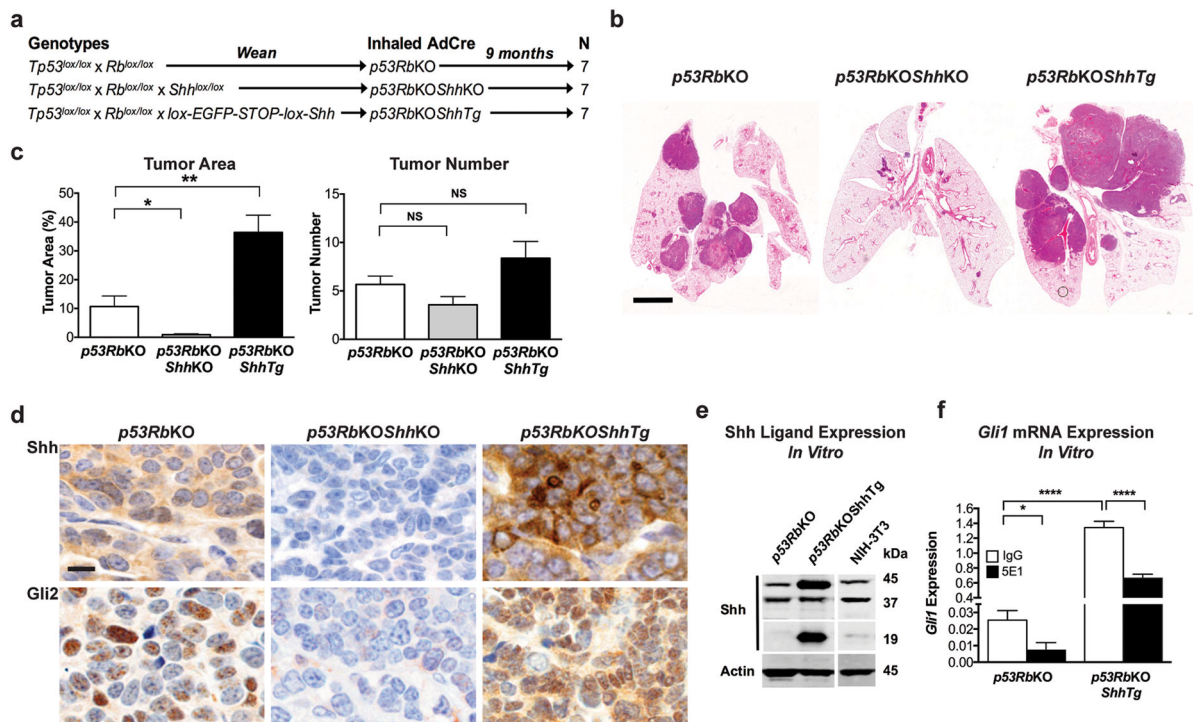 a
Genotypes Wean Inhaled AdCre 9 months N
Tp53lox/lox x Rblox/lox p53RbKO 7
Tp53lox/lox x Rblox/lox x Shhlox/lox p53RbKOShhKO 7
Tp53lox/lox x Rblox/lox x lox-EGFP-STOP-lox-Shh p53RbKOShhTg 7
b
p53RbKO p53RbKOShhKO p53RbKOShhTg
c
Tumor Area
Tumor Area (%)
50
40
30
20
10
0
**
*
p53RbKO p53RbKO ShhKO p53RbKO ShhTg
Tumor Number
Tumor Number
15
10
5
0
NS
NS
p53RbKO p53RbKO ShhKO p53RbKO ShhTg
d
p53RbKO p53RbKOShhKO p53RbKOShhTg
Shh
Gli2
e
Shh Ligand Expression
In Vitro
p53RbKO p53RbKOShhTg NIH-3T3 kDa
Shh
45
37
19
Actin 45
f
Gli1 mRNA Expression
In Vitro
Gli1 Expression
1.6
1.4
1.2
1.0
0.8
0.6
0.4
0.03
0.02
0.01
0.00
****
****
*
IgG
5E1
p53RbKO p53RbKO
ShhTg